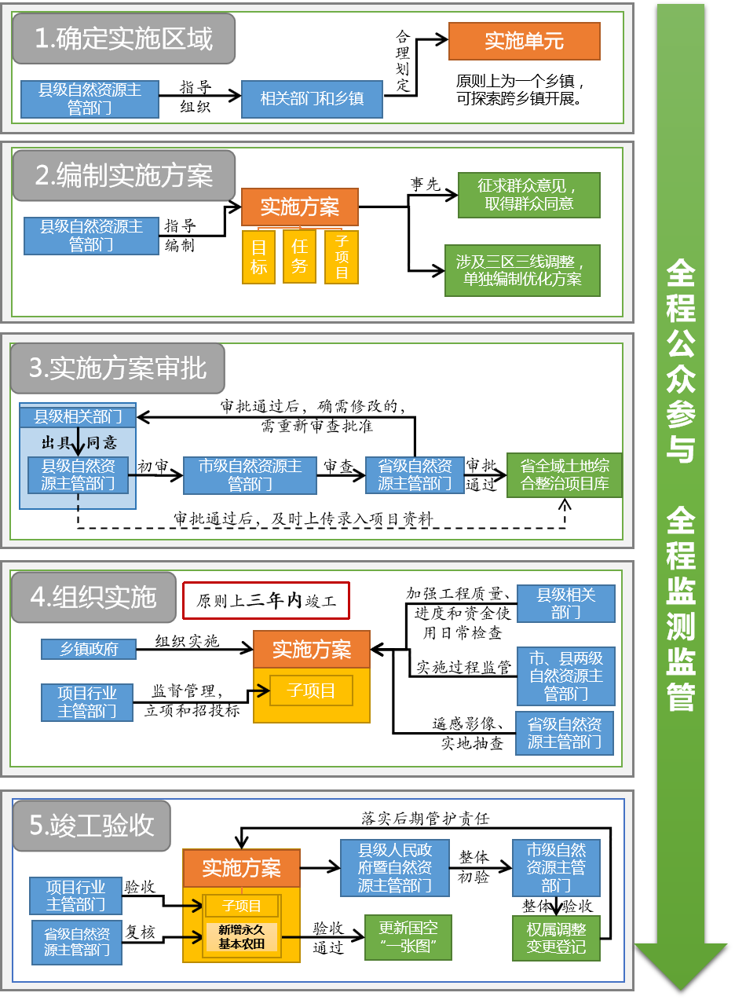 1.确定实施区域
县级自然资源主
管部门
指导
组织
相关部门和乡镇
合理划定
实施单元
原则上为一个乡镇，
可探索跨乡镇开展。
2.编制实施方案
县级自然资源主
管部门
指导
编制
实施方案
目标
任务
子项目
事先
征求群众意见，
取得群众同意
涉及三区三线调整，
单独编制优化方案
3.实施方案审批
县级相关部门
出具 同意
县级自然资
源主管部门
初审
市级自然资源主
管部门
审查
省级自然资
源主管部门
审批
通过
省全域土地综
合整治项目库
审批通过后，确需修改的，
需重新审查批准
审批通过后，及时上传录入项目资料
4.组织实施
原则上三年内竣工
乡镇政府
组织实施
项目行业
主管部门
监督管理，
立项和招投标
实施方案
子项目
加强工程质量、
进度和资金使
用日常检查
县级相关
部门
实施过程监管
市、县两级
自然资源主
管部门
遥感影像、
实地抽查
省级自然资
源主管部门
5.竣工验收
项目行业
主管部门
验收
省级自然资
源主管部门
复核
实施方案
子项目
新增永久
基本农田
落实后期管护责任
县级人民政
府暨自然资
源主管部门
整体
初验
市级自然
资源主管
部门
整体 验收
权属调整
变更登记
验收
通过
更新国空
“一张图”
全程公众参与
全程监测监管